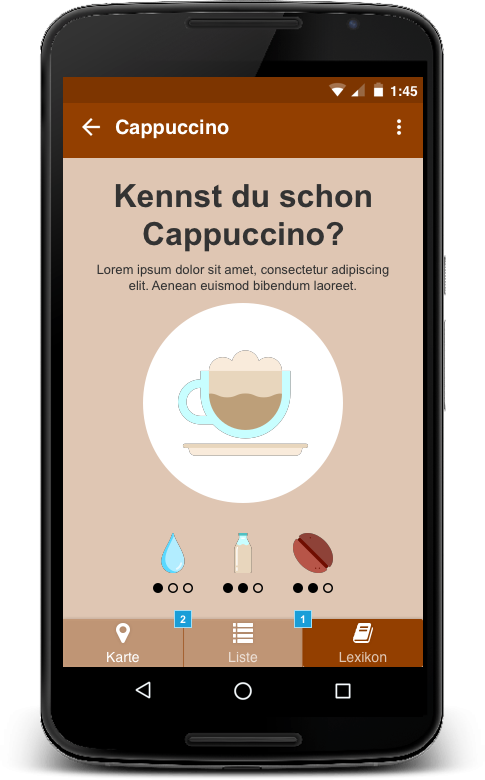 1:45
Cappuccino
Kennst du schon
Cappuccino?
Lorem ipsum dolor sit amet, consectetur adipiscing
elit. Aenean euismod bibendum laoreet.
2
1
Karte
Liste
Lexikon